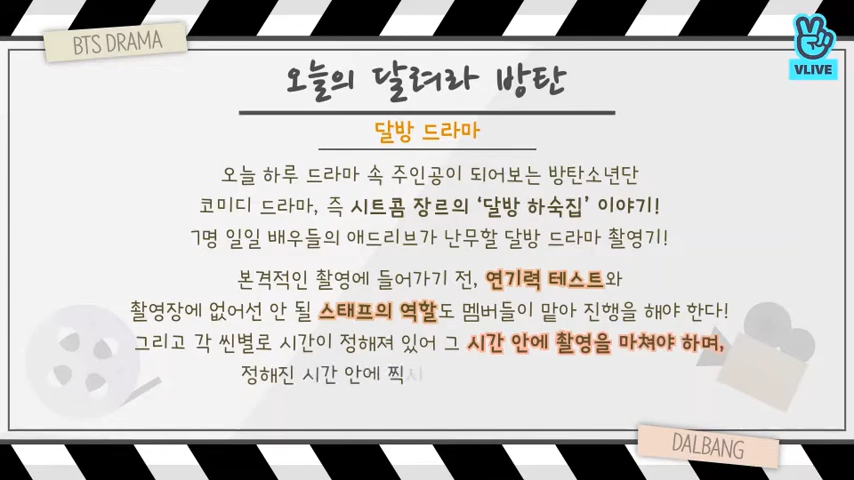 BTS DRAMA
VLIVE
오늘의 달려라 방탄
달방 드라마
오늘 하루 드라마 속 주인공이 되어보는 방탄소년단
코미디 드라마, 즉 시트콤 장르의 ‘달방 하숙집’ 이야기!
7명 일일 배우들의 애드리브가 난무할 달방 드라마 촬영기!
본격적인 촬영에 들어가기 전, 연기력 테스트와
촬영장에 없어선 안 될 스태프의 역할도 멤버들이 맡아 진행을 해야 한다!
그리고 각 씬별로 시간이 정해져 있어 그 시간 안에 촬영을 마쳐야 하며,
정해진 시간 안에 찍시
DALBANG